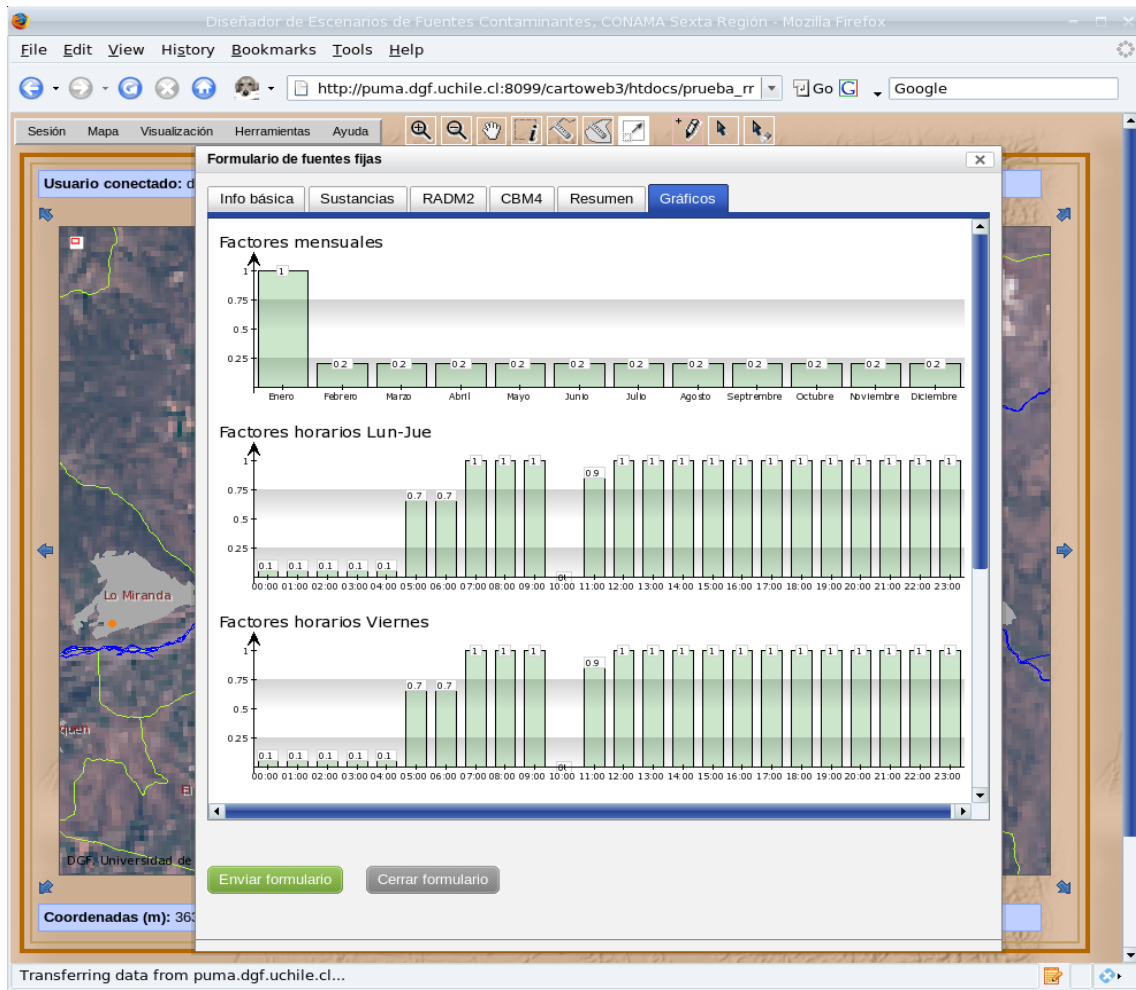 Diseñador de Escenarios de Fuentes Contaminantes, CONAMA Sexta Región - Mozilla Firefox
File Edit View History Bookmarks Tools Help
http://puma.dgf.uchile.cl:8099/cartoweb3/htdocs/prueba_rr Go G Google
Sesión Mapa Visualización Herramientas Ayuda
Formulario de fuentes fijas
Usuario conectado: d
Info básica Sustancias RADM2 CBM4 Resumen Gráficos
Factores mensuales
1 0.75 0.5 0.25
1 0.2 0.2 0.2 0.2 0.2 0.2 0.2 0.2 0.2 0.2 0.2
Enero Febrero Marzo Abril Mayo Junio Julio Agosto Septiembre Octubre Noviembre Diciembre
Factores horarios Lun-Jue
1 0.75 0.5 0.25
0.1 0.1 0.1 0.1 0.1 0.7 0.7 1 1 1 0.9 1 1 1 1 1 1 1 1 1 1 1 1
00:00 01:00 02:00 03:00 04:00 05:00 06:00 07:00 08:00 09:00 10:00 11:00 12:00 13:00 14:00 15:00 16:00 17:00 18:00 19:00 20:00 21:00 22:00 23:00
Lo Miranda
Factores horarios Viernes
1 0.75 0.5 0.25
0.1 0.1 0.1 0.1 0.1 0.7 0.7 1 1 1 0.9 1 1 1 1 1 1 1 1 1 1 1 1
00:00 01:00 02:00 03:00 04:00 05:00 06:00 07:00 08:00 09:00 10:00 11:00 12:00 13:00 14:00 15:00 16:00 17:00 18:00 19:00 20:00 21:00 22:00 23:00
quen
El
DGF, Universidad de
Enviar formulario Cerrar formulario
Coordenadas (m): 363
Transferring data from puma.dgf.uchile.cl...